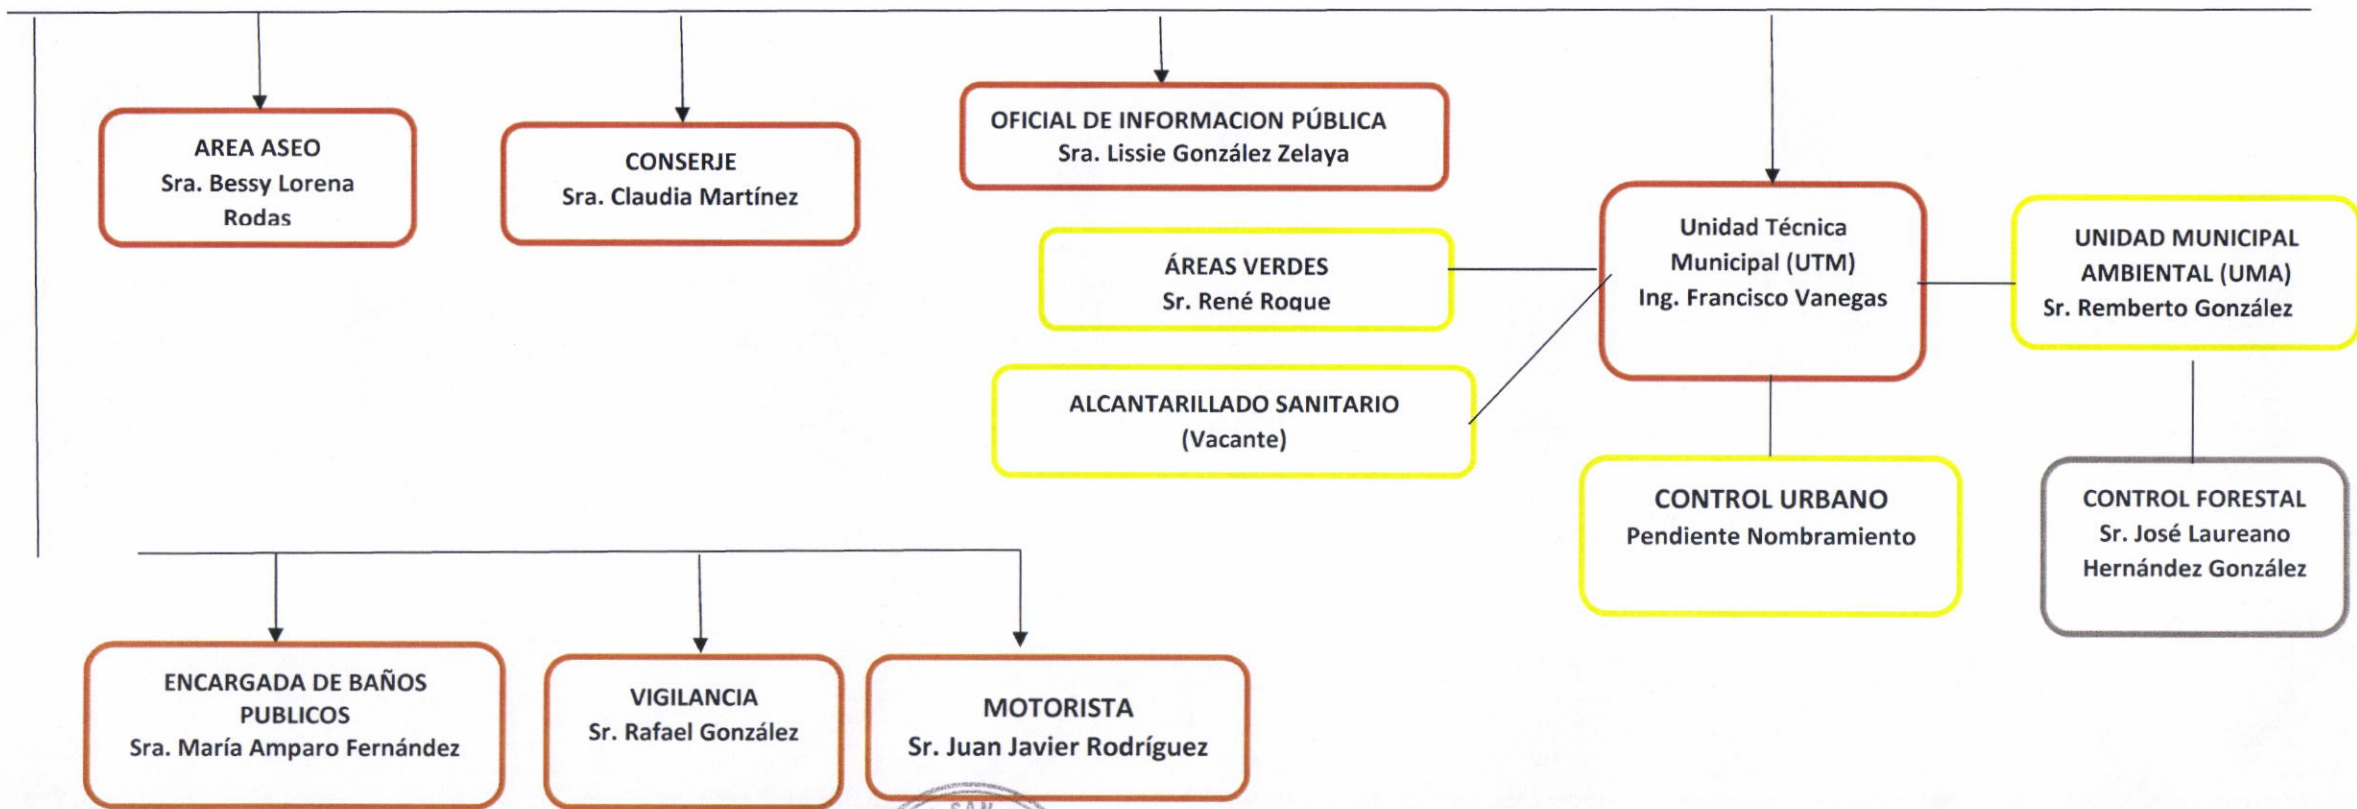 AREA ASEO
Sra. Bessy Lorena
Rodas
CONSERJE
Sra. Claudia Martínez
OFICIAL DE INFORMACION PÚBLICA
Sra. Lissie González Zelaya
ÁREAS VERDES
Sr. René Roque
ALCANTARILLADO SANITARIO
(Vacante)
Unidad Técnica
Municipal (UTM)
Ing. Francisco Vanegas
UNIDAD MUNICIPAL
AMBIENTAL (UMA)
Sr. Remberto González
CONTROL URBANO
Pendiente Nombramiento
CONTROL FORESTAL
Sr. José Laureano
Hernández González
ENCARGADA DE BAÑOS
PUBLICOS
Sra. María Amparo Fernández
VIGILANCIA
Sr. Rafael González
MOTORISTA
Sr. Juan Javier Rodríguez
SAN